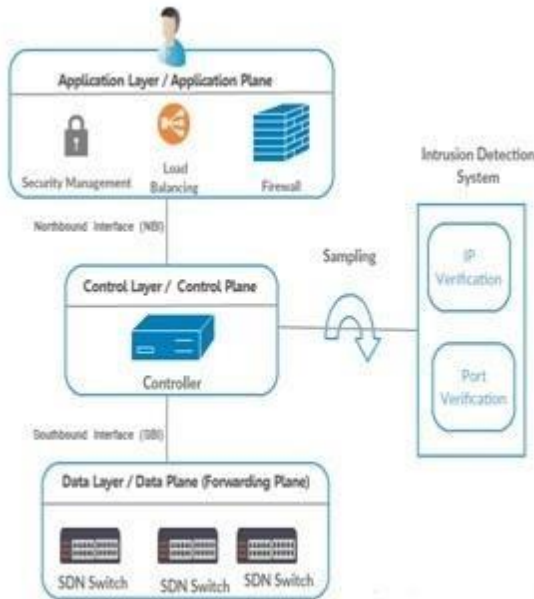 Application Layer / Application Plane
Security Management
Load
Balancing
Firewall
Northbound Interface (NBI)
Intrusion Detection
System
IP
Verification
Port
Verification
Sampling
Control Layer / Control Plane
Controller
Southbound Interface (SBI)
Data Layer / Data Plane (Forwarding Plane)
SDN Switch
SDN Switch
SDN Switch